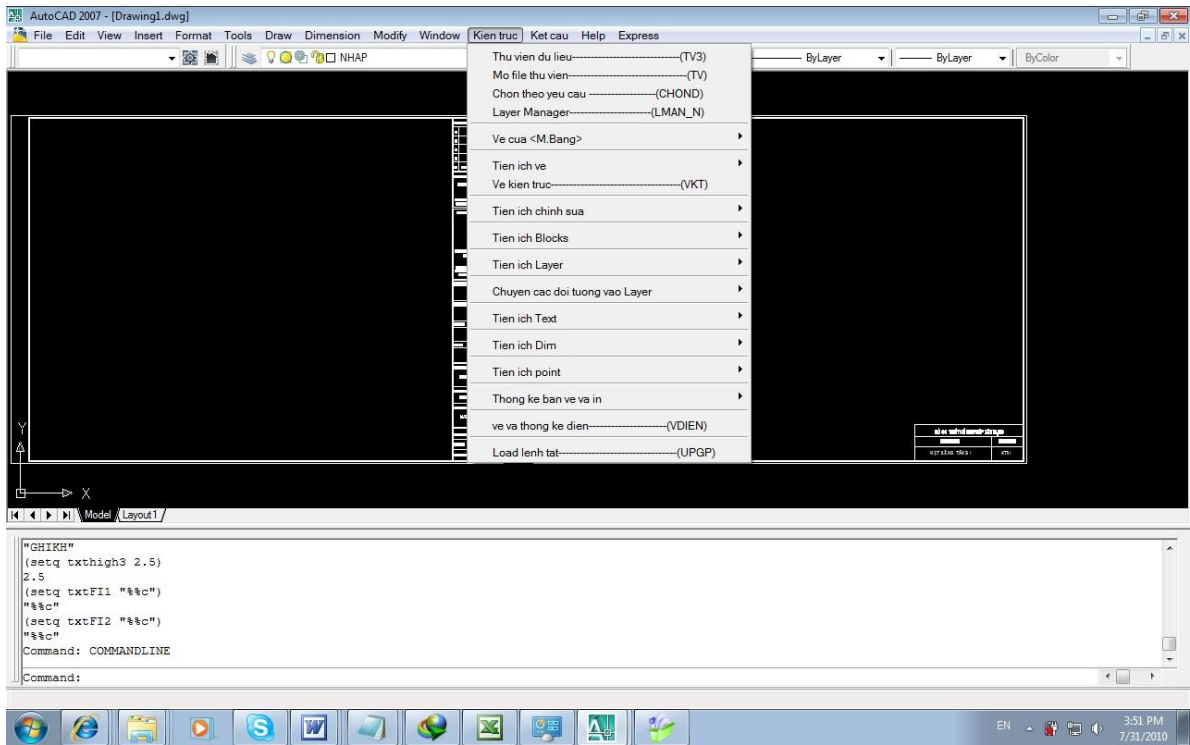 AutoCAD 2007 - [Drawing1.dwg]
File Edit View Insert Format Tools Draw Dimension Modify Window Kien truc Ket cau Help Express
NHAP ByLayer ByLayer ByColor
Thu vien du lieu-----------------------------(TV3)
Mo file thu vien--------------------------------(TV)
Chon theo yeu cau ------------------(CHOND)
Layer Manager----------------------(LMAN_N)
Ve cua <M.Bang>
Tien ich ve
Ve kien truc-----------------------------------(VKT)
Tien ich chinh sua
Tien ich Blocks
Tien ich Layer
Chuyen cac doi tuong vao Layer
Tien ich Text
Tien ich Dim
Tien ich point
Thong ke ban ve va in
ve va thong ke dien---------------------(VDIEN)
Load lenh tat--------------------------------(UPGP)
Y
X
Model Layout1
"GHIKH"
(setq txthigh3 2.5)
2.5
(setq txtFI1 "%%c")
"%%c"
(setq txtFI2 "%%c")
"%%c"
Command: COMMANDLINE
Command:
EN 3:51 PM
7/31/2010